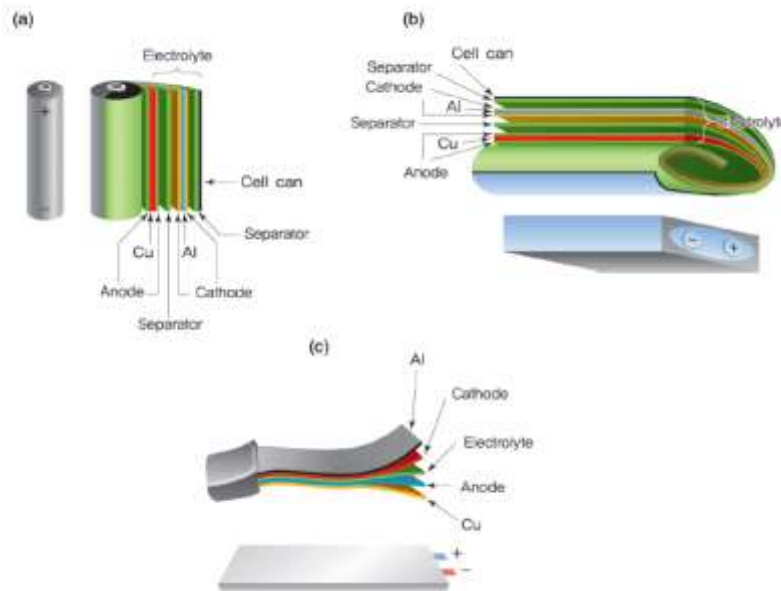 (a)
Electrolyte
+
Cell can
Separator
Cu
Al
Anode
Cathode
Separator
(b)
Cell can
Separator
Cathode
Al
Separator
Cu
Anode
Electrolyte
− +
(c)
Al
Cathode
Electrolyte
Anode
Cu
+
−